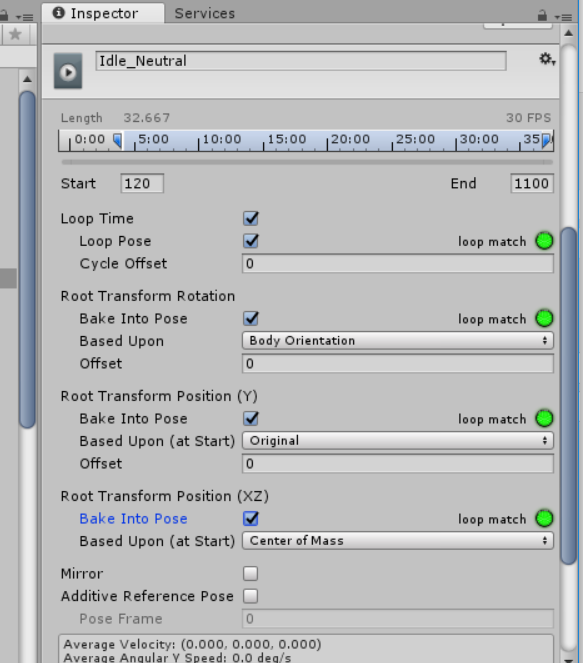 Inspector Services
Idle_Neutral
Length 32.667 30 FPS
0:00 5:00 10:00 15:00 20:00 25:00 30:00 35
Start 120 End 1100
Loop Time
Loop Pose loop match
Cycle Offset 0
Root Transform Rotation
Bake Into Pose loop match
Based Upon Body Orientation
Offset 0
Root Transform Position (Y)
Bake Into Pose loop match
Based Upon (at Start) Original
Offset 0
Root Transform Position (XZ)
Bake Into Pose loop match
Based Upon (at Start) Center of Mass
Mirror
Additive Reference Pose
Pose Frame 0
Average Velocity: (0.000, 0.000, 0.000)
Average Angular Y Speed: 0.0 deg/s